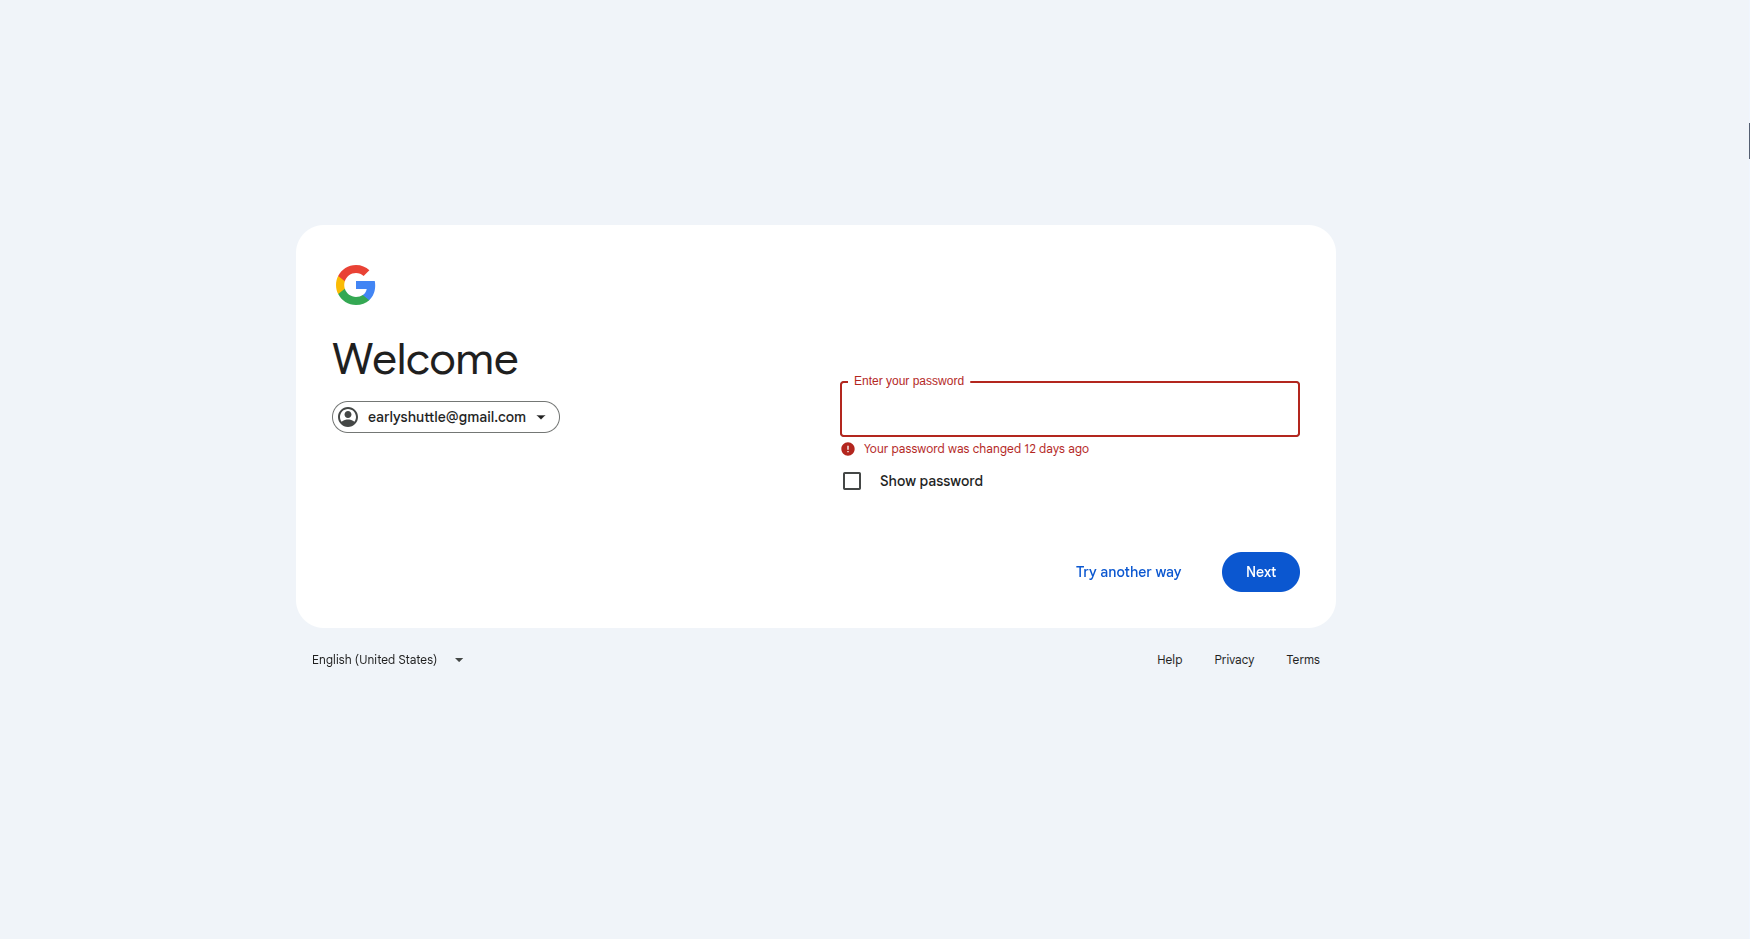 Welcome
earlyshuttle@gmail.com
Enter your password
Your password was changed 12 days ago
Show password
Try another way
Next
English (United States)
Help
Privacy
Terms